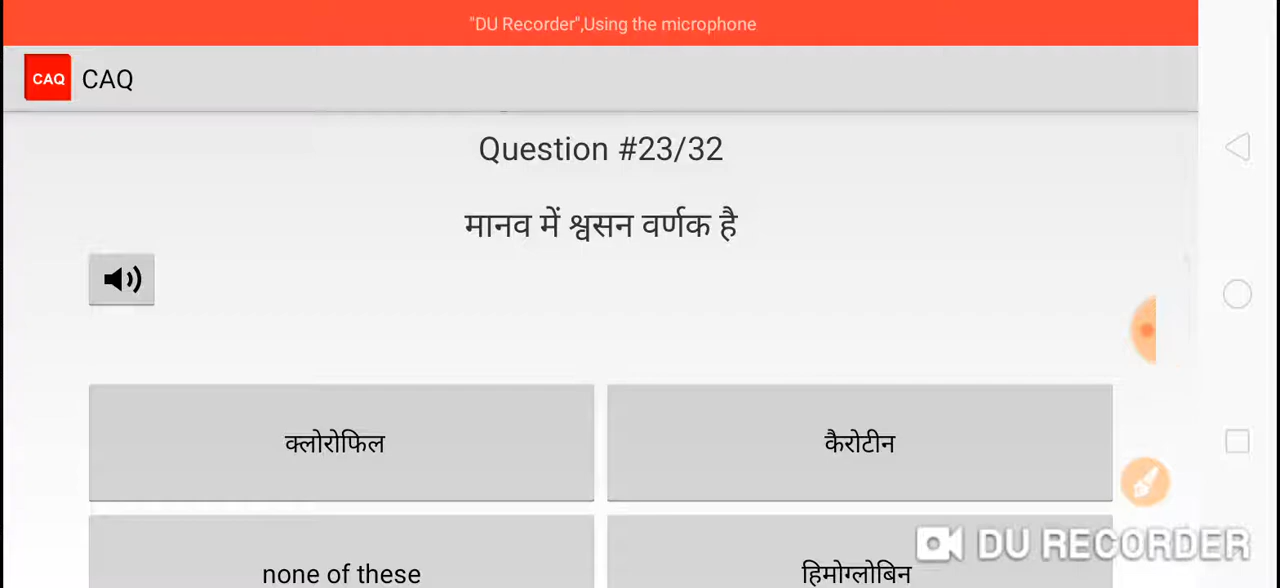 "DU Recorder",Using the microphone
CAQ CAQ
Question #23/32
मानव में श्वसन वर्णक है
क्लोरोफिल
कैरोटीन
none of these
हिमोग्लोबिन
DU RECORDER